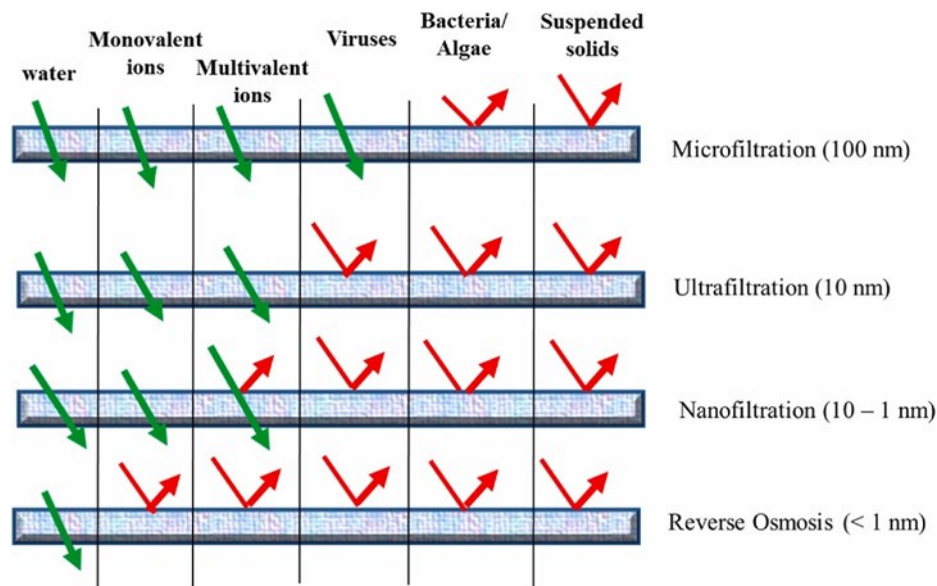 water
Monovalent
ions
Multivalent
ions
Viruses
Bacteria/
Algae
Suspended
solids
Microfiltration (100 nm)
Ultrafiltration (10 nm)
Nanofiltration (10 – 1 nm)
Reverse Osmosis (< 1 nm)